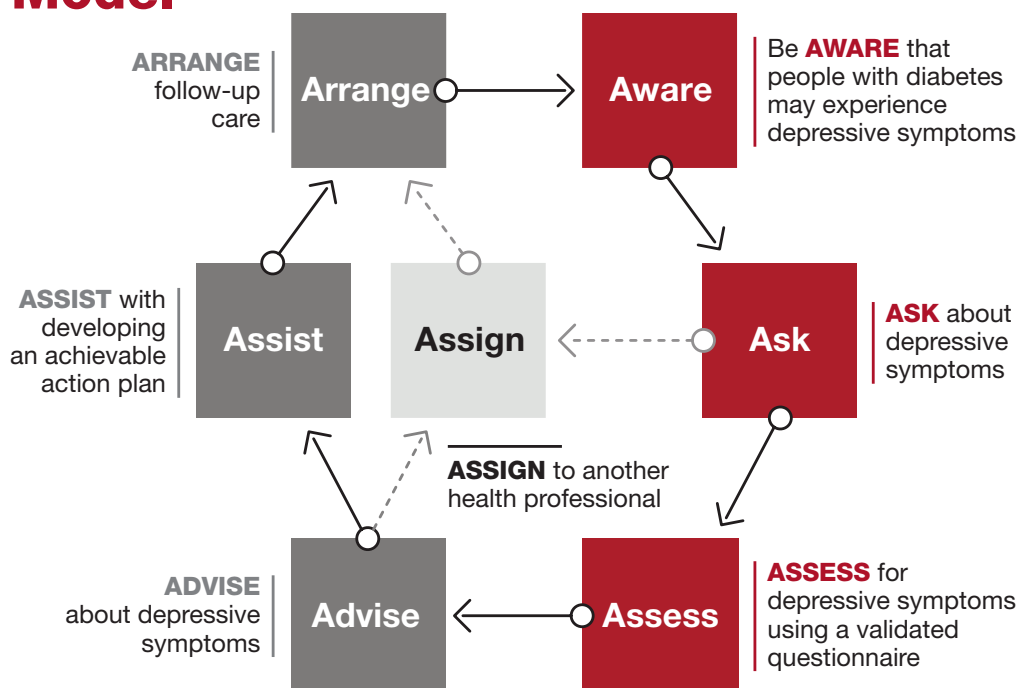 Model
ARRANGE
follow-up
care
Arrange
Aware
Be AWARE that
people with diabetes
may experience
depressive symptoms
ASSIST with
developing
an achievable
action plan
Assist
Assign
Ask
ASK about
depressive
symptoms
ASSIGN to another
health professional
ADVISE
about depressive
symptoms
Advise
Assess
ASSESS for
depressive symptoms
using a validated
questionnaire